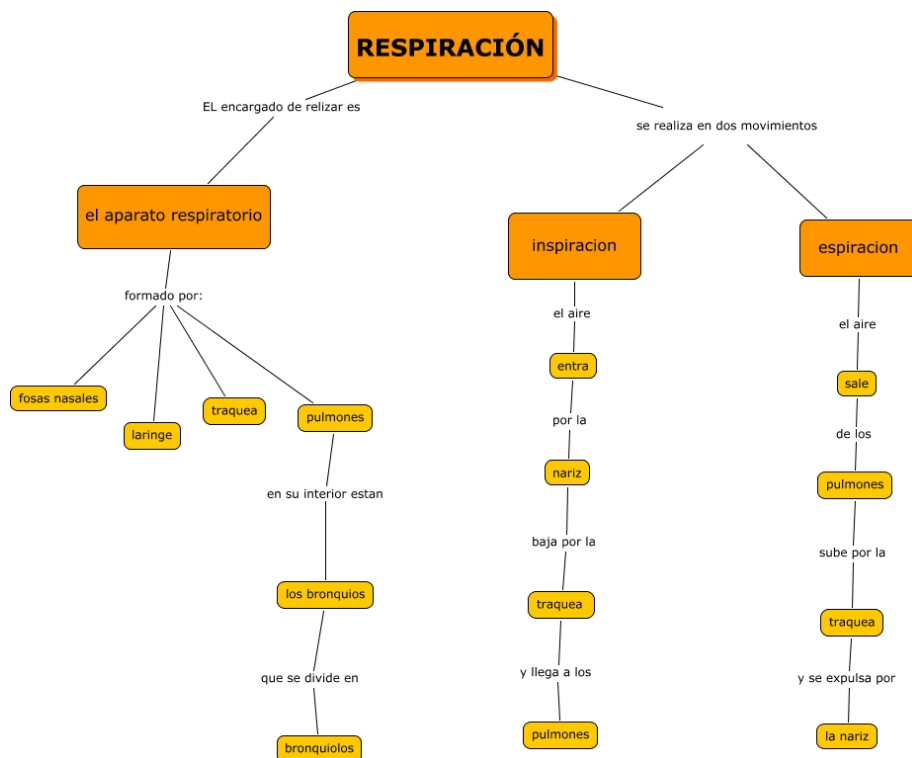 RESPIRACIÓN
EL encargado de relizar es
se realiza en dos movimientos
el aparato respiratorio
inspiracion
espiracion
formado por:
fosas nasales
laringe
traquea
pulmones
en su interior estan
los bronquios
que se divide en
bronquiolos
el aire
entra
por la
nariz
baja por la
traquea
y llega a los
pulmones
el aire
sale
de los
pulmones
sube por la
traquea
y se expulsa por
la nariz